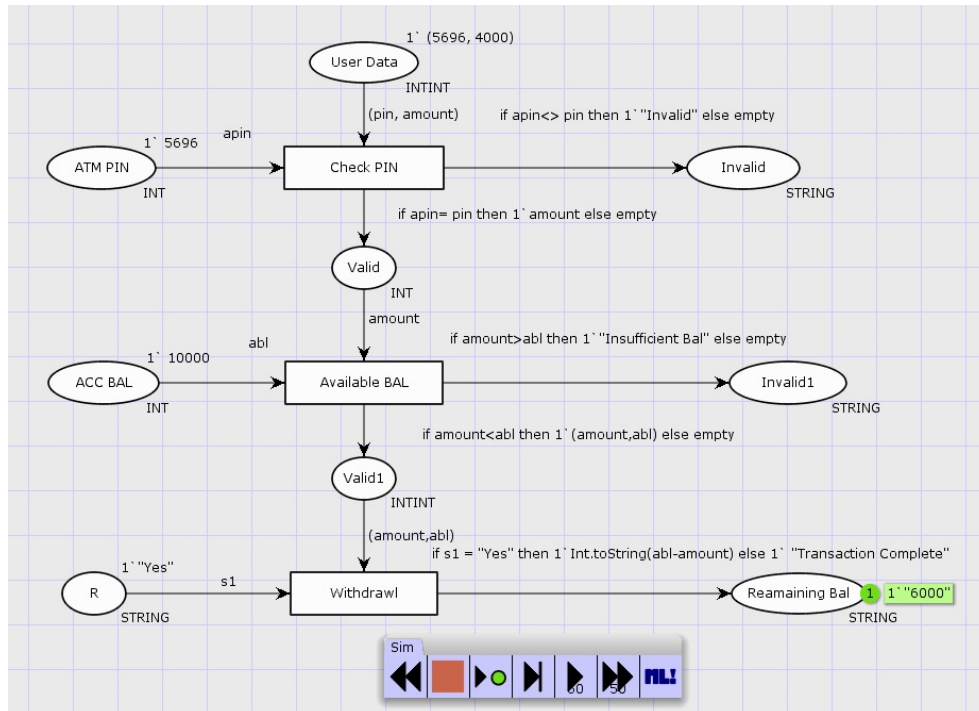 1` (5696, 4000)
User Data
INTINT
(pin, amount)
if apin<> pin then 1`"Invalid" else empty
apin
1` 5696
ATM PIN
Check PIN
Invalid
INT
STRING
if apin= pin then 1` amount else empty
Valid
INT
amount
if amount>abl then 1`"Insufficient Bal" else empty
abl
1` 10000
ACC BAL
Available BAL
Invalid1
INT
STRING
if amount<abl then 1`(amount,abl) else empty
Valid1
INTINT
(amount,abl)
if s1 = "Yes" then 1`Int.toString(abl-amount) else 1` "Transaction Complete"
1`"Yes"
s1
R
Withdrawl
Reamaining Bal
1
1`"6000"
STRING
STRING
Sim
ML!
50